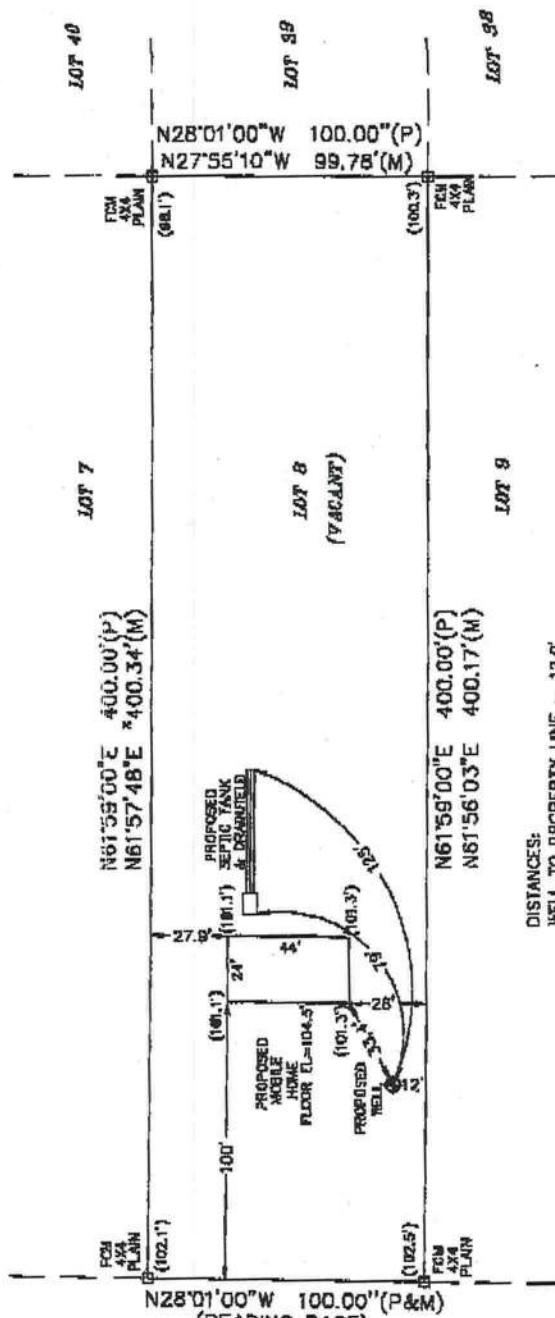 LOT 40
LOT 39
LOT 38
N28°01'00"W 100.00"(P)
N27°55'10"W 99.78'(M)
FCM
4X4
PLAIN
(100.3')
FCM
4X4
PLAIN
LOT 7
LOT 8
(VACANT)
LOT 9
N61°59'00"E 400.00'(P)
N61°57'48"E *400.34'(M)
N61°59'00"E 400.00'(P)
N61°56'03"E 400.17'(M)
PROPOSED
SEPTIC TANK
& DRAINFIELD
125'
27.9'
(101.1')
44'
(101.3')
24'
28'
(101.1')
(101.3')
PROPOSED
MOBILE
HOME
FLOOR EL=104.5'
PROPOSED
WELL
12'
100'
DISTANCES:
FCM
4X4
PLAIN
(102.1")
(102.5')
FCM
4X4
PLAIN
N28°01'00"W 100.00"(P&M)